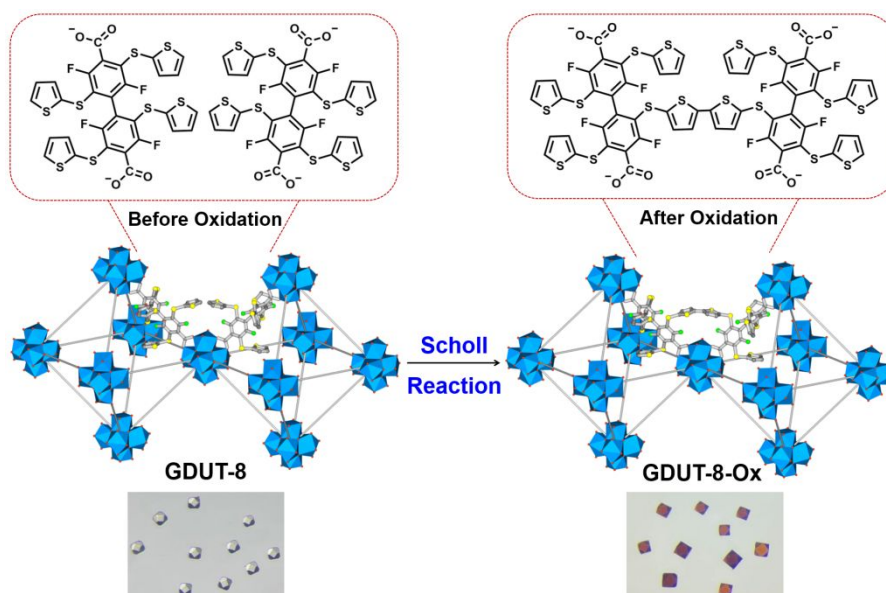 Before Oxidation
After Oxidation
Scholl
Reaction
GDUT-8
GDUT-8-Ox